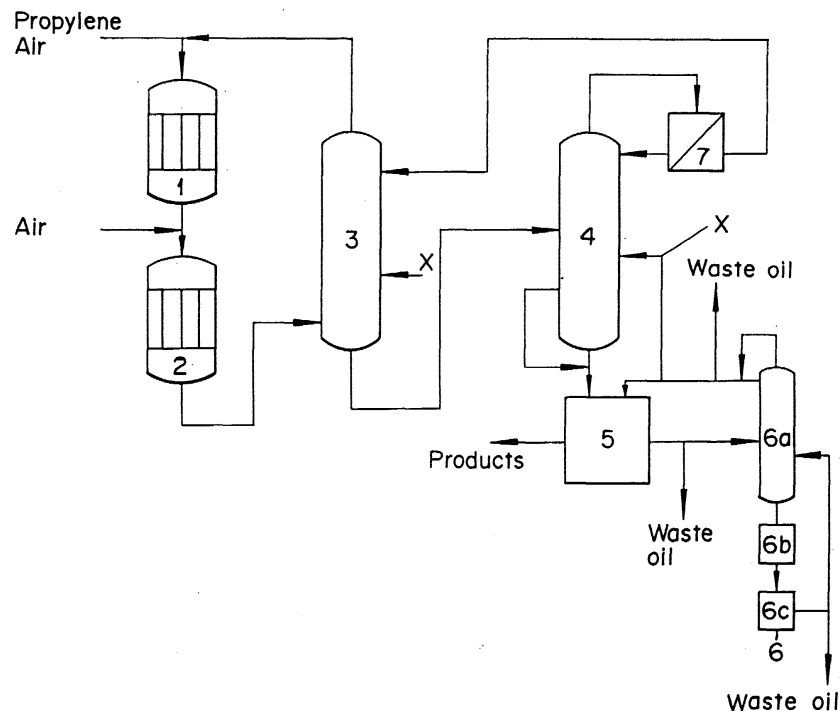 Propylene
Air
1
7
Air
3
X
4
X
Waste oil
2
5
6a
Products
Waste
oil
6b
6c
6
Waste oil